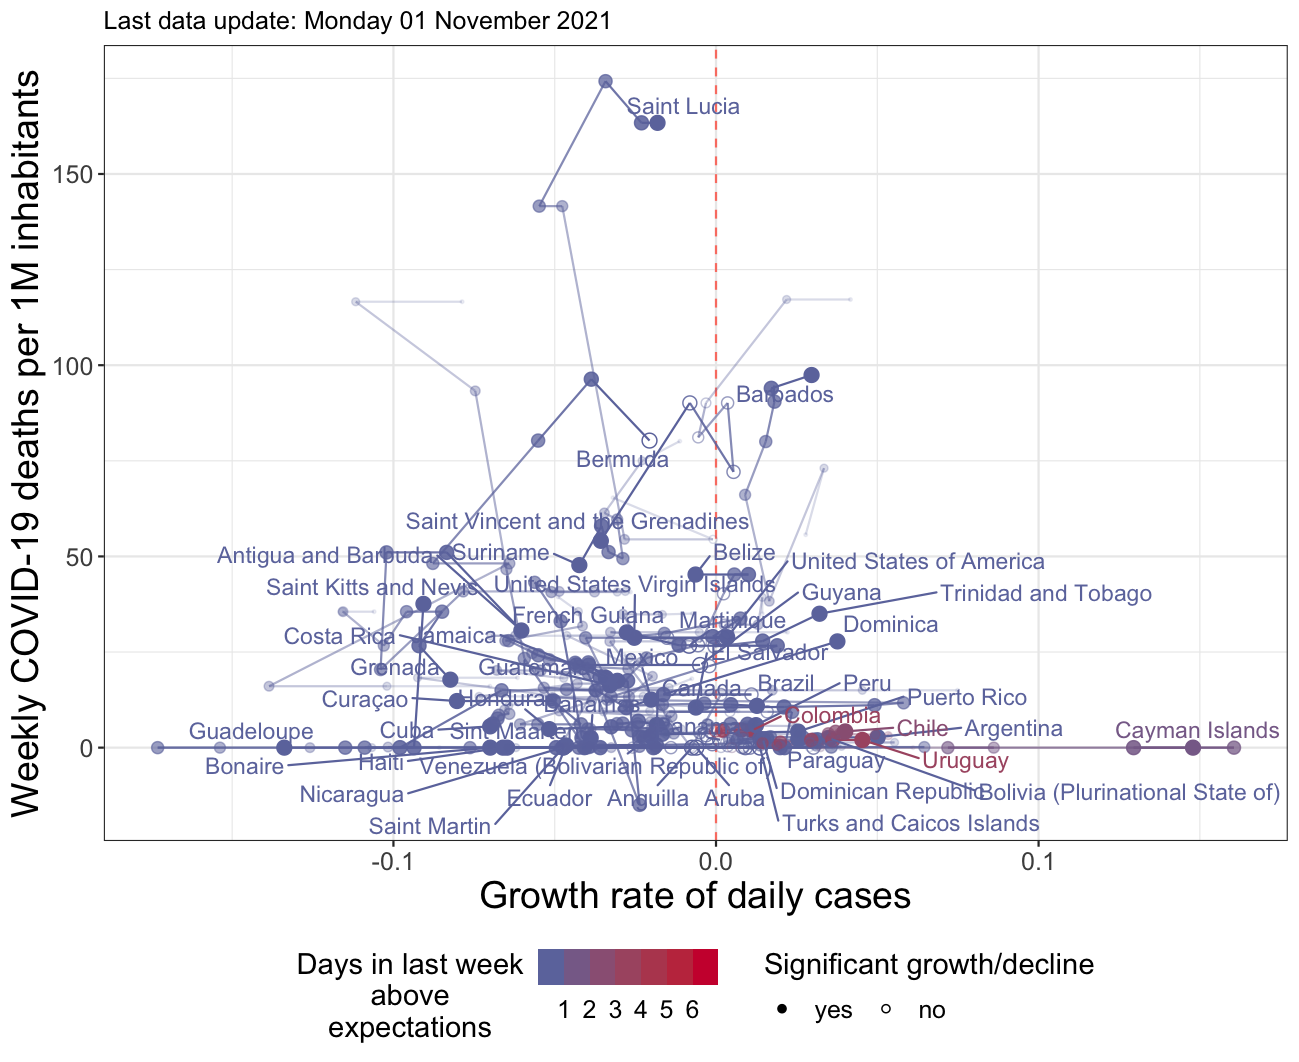 Last data update: Monday 01 November 2021
Weekly COVID-19 deaths per 1M inhabitants
150
100
50
0
Saint Lucia
Barbados
Bermuda
Saint Vincent and the Grenadines
Antigua and Barbuda
Suriname
Belize
United States of America
Saint Kitts and Nevis
United States Virgin Islands
Guyana
Trinidad and Tobago
French Guiana
Martinique
Dominica
Costa Rica
Jamaica
Mexico
El Salvador
Grenada
Guatemala
Canada
Brazil
Peru
Curaçao
Honduras
Bahamas
Puerto Rico
Colombia
Guadeloupe
Cuba
Sint Maarten
Chile
Argentina
Cayman Islands
Bonaire
Haiti
Venezuela (Bolivarian Republic of)
Paraguay
Uruguay
Nicaragua
Ecuador
Anguilla
Aruba
Dominican Republic
Bolivia (Plurinational State of)
Saint Martin
Turks and Caicos Islands
-0.1
0.0
0.1
Growth rate of daily cases
Days in last week
above
expectations
1 2 3 4 5 6
Significant growth/decline
yes
no